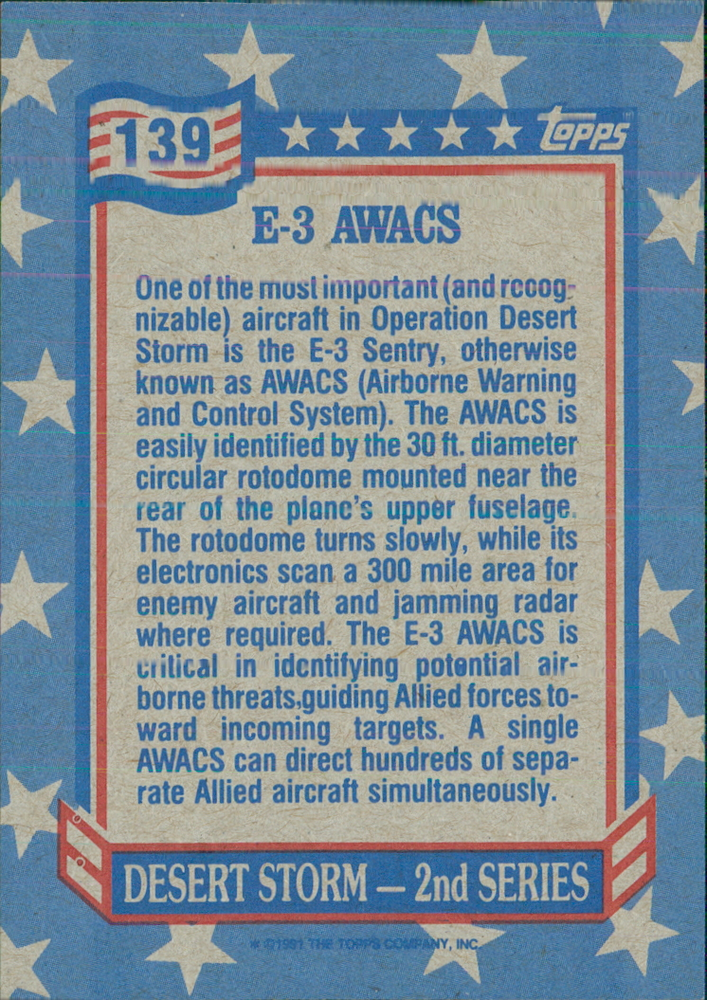 139
topps
E-3 AWACS
One of the most important (and recog-
nizable) aircraft in Operation Desert
Storm is the E-3 Sentry, otherwise
known as AWACS (Airborne Warning
and Control System). The AWACS is
easily identified by the 30 ft. diameter
circular rotodome mounted near the
rear of the plane's upper fuselage.
The rotodome turns slowly, while its
electronics scan a 300 mile area for
enemy aircraft and jamming radar
where required. The E-3 AWACS is
critical in identifying potential air-
borne threats,guiding Allied forces to-
ward incoming targets. A single
AWACS can direct hundreds of sepa-
rate Allied aircraft simultaneously.
DESERT STORM — 2nd SERIES
* ©1991 THE TOPPS COMPANY, INC.